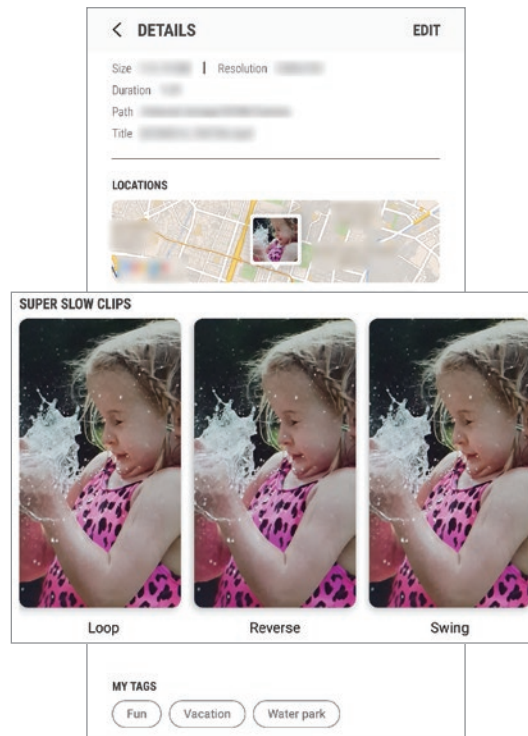 DETAILS EDIT
Size | Resolution
Duration
Path
Title
LOCATIONS
SUPER SLOW CLIPS
Loop Reverse Swing
MY TAGS
Fun Vacation Water park